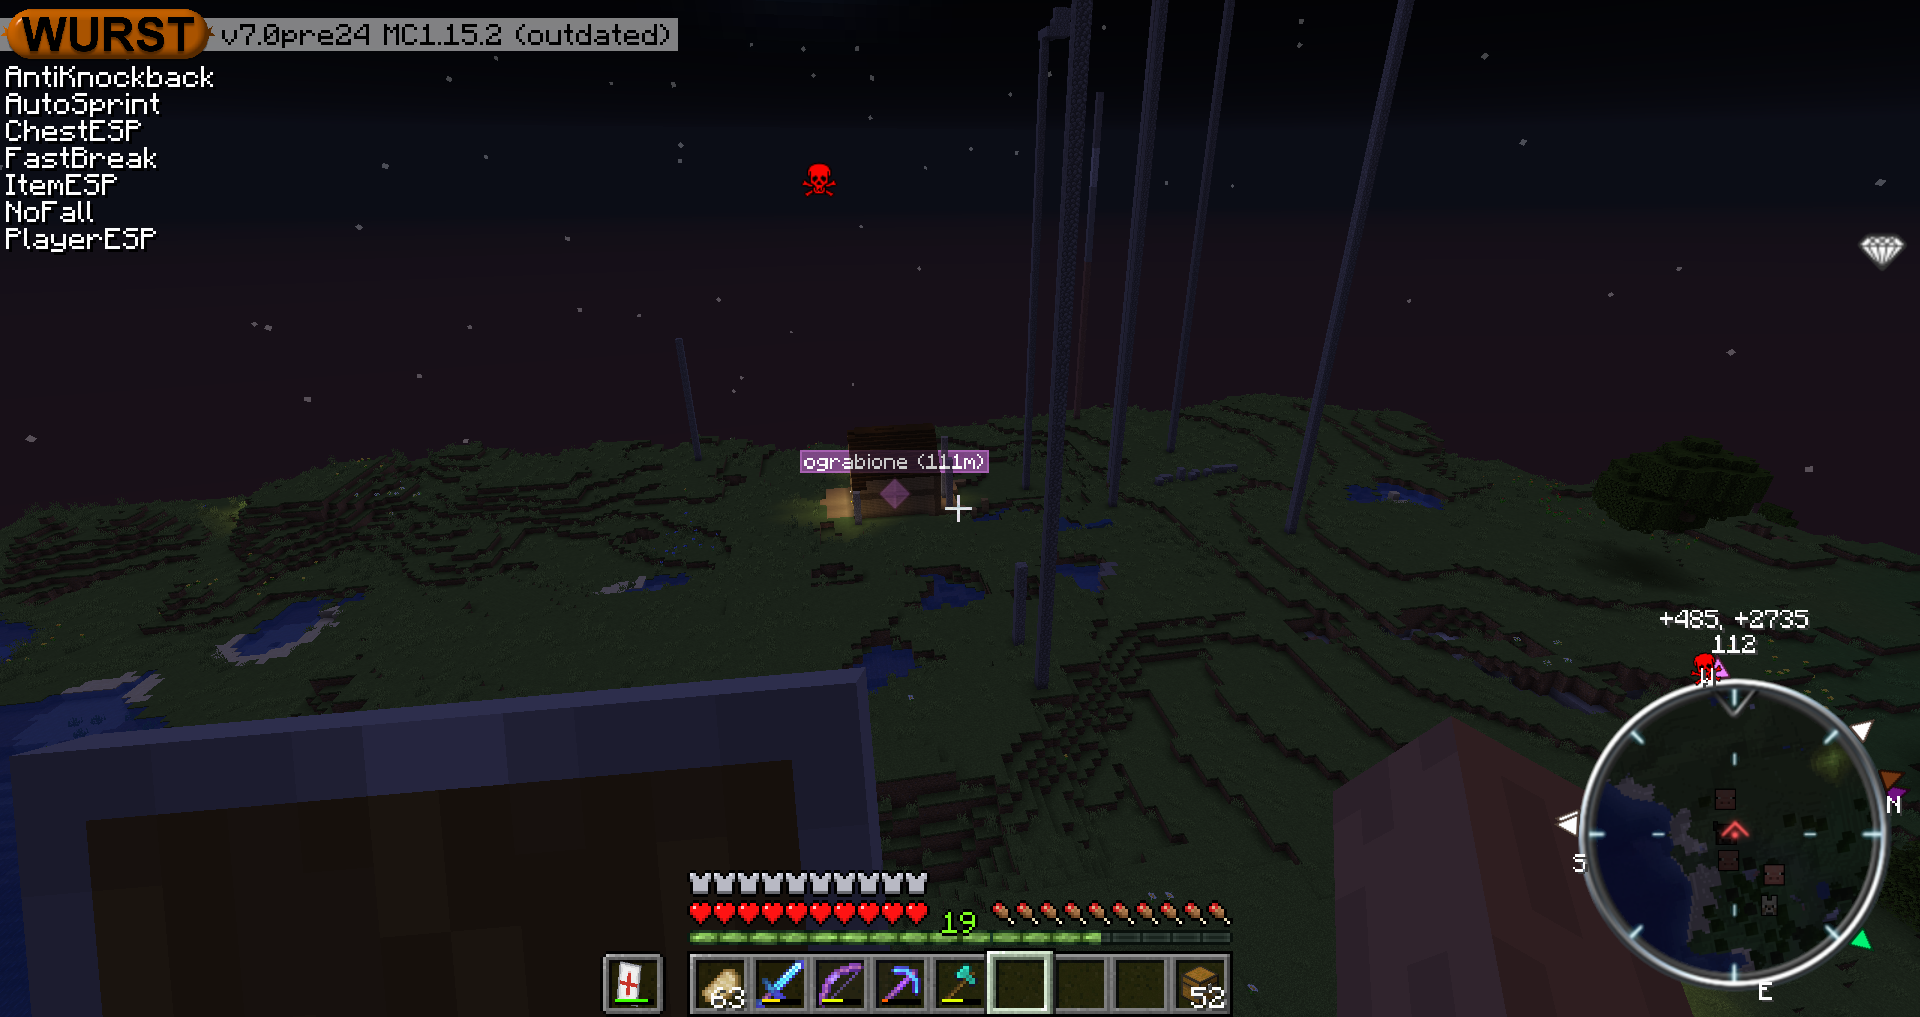 WURST v7.0pre24 MC1.15.2 (outdated)
AntiKnockback
AutoSprint
ChestESP
FastBreak
ItemESP
NoFall
PlayerESP
ograbione (111m)
+485, +2735
112
W
N
S
E
19
63
52